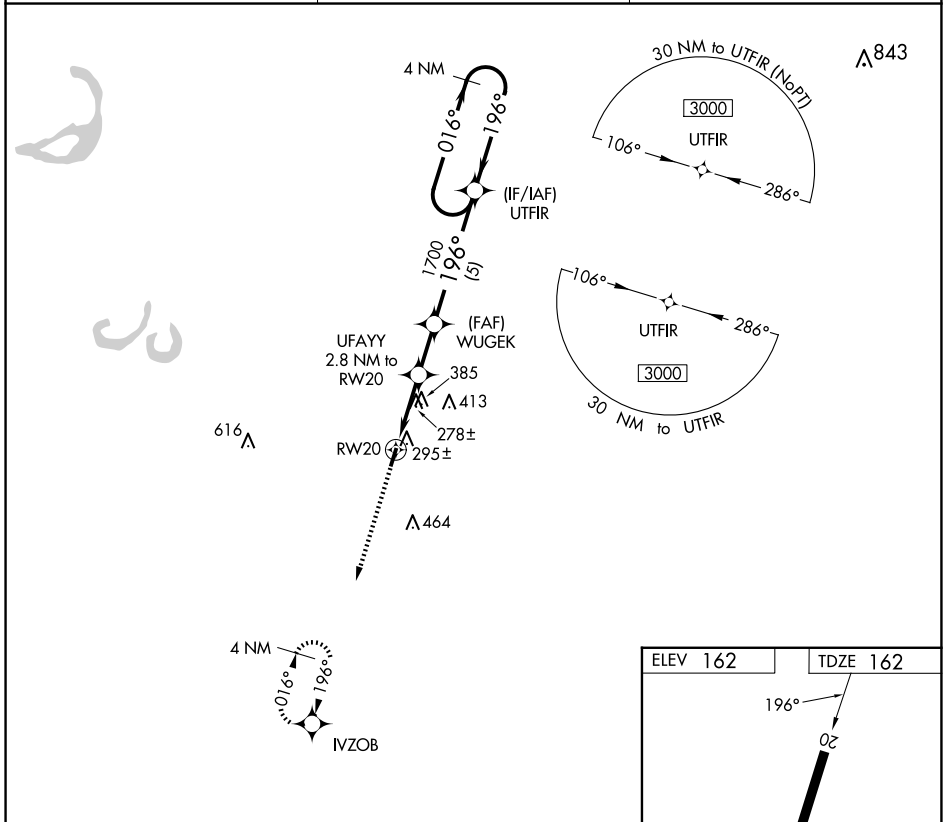 843
30 NM to UTFIR (NoPT)
3000
UTFIR
106°
286°
4 NM
016°
196°
(IF/IAF)
UTFIR
1700
196°
(5)
106°
286°
UTFIR
3000
30 NM to UTFIR
(FAF)
WUGEK
UFAYY
2.8 NM to
RW20
385
413
278±
616
RW20
295±
464
4 NM
016°
196°
IVZOB
ELEV 162
TDZE 162
196°
20